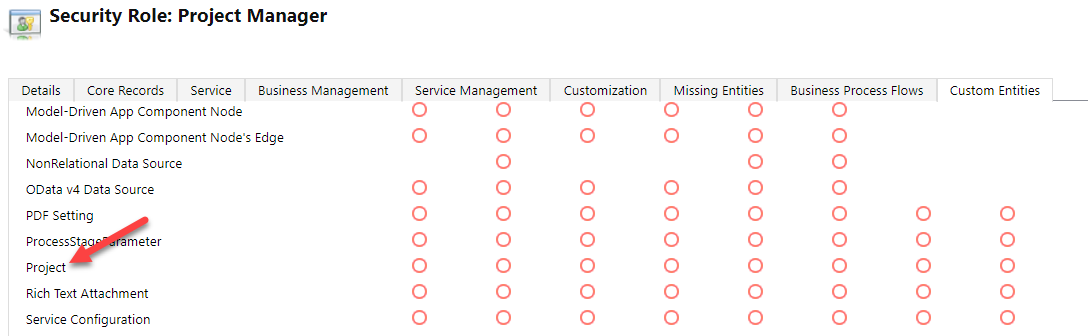 Security Role: Project Manager
Details Core Records Service Business Management Service Management Customization Missing Entities Business Process Flows Custom Entities
Model-Driven App Component Node
Model-Driven App Component Node's Edge
NonRelational Data Source
OData v4 Data Source
PDF Setting
ProcessStageParameter
Project
Rich Text Attachment
Service Configuration